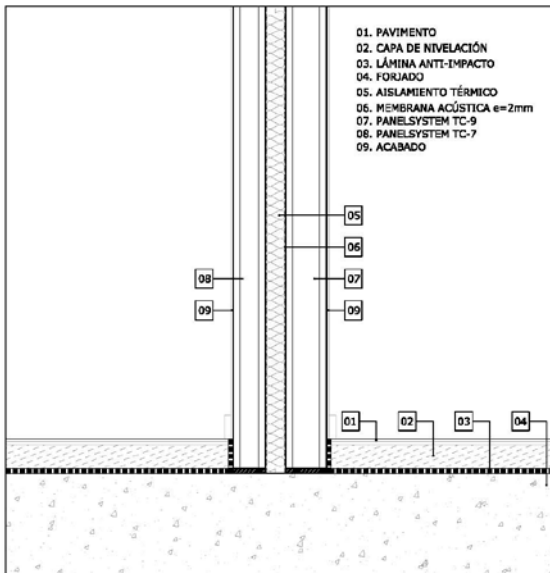 01. PAVIMENTO
02. CAPA DE NIVELACIÓN
03. LÁMINA ANTI-IMPACTO
04. FORJADO
05. AISLAMIENTO TÉRMICO
06. MEMBRANA ACÚSTICA e=2mm
07. PANELSYSTEM TC-9
08. PANELSYSTEM TC-7
09. ACABADO
05
06
08
07
09
09
01
02
03
04